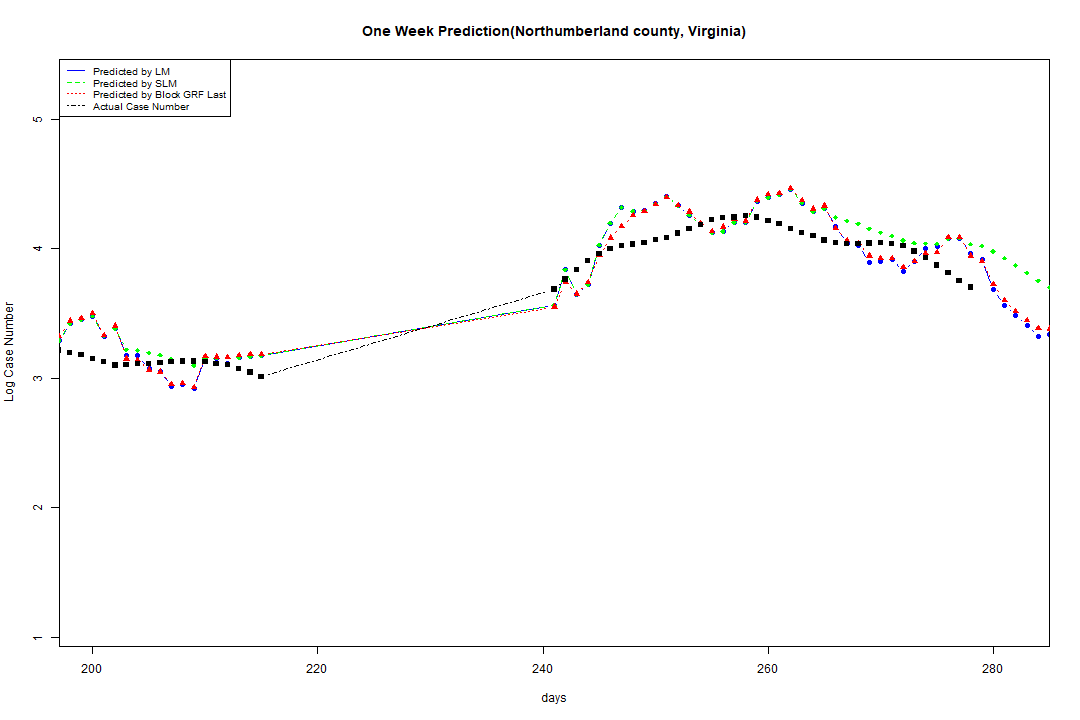 One Week Prediction(Northumberland county, Virginia)
Predicted by LM
Predicted by SLM
Predicted by Block GRF Last
Actual Case Number
5
4
3
2
1
Log Case Number
200 220 240 260 280
days